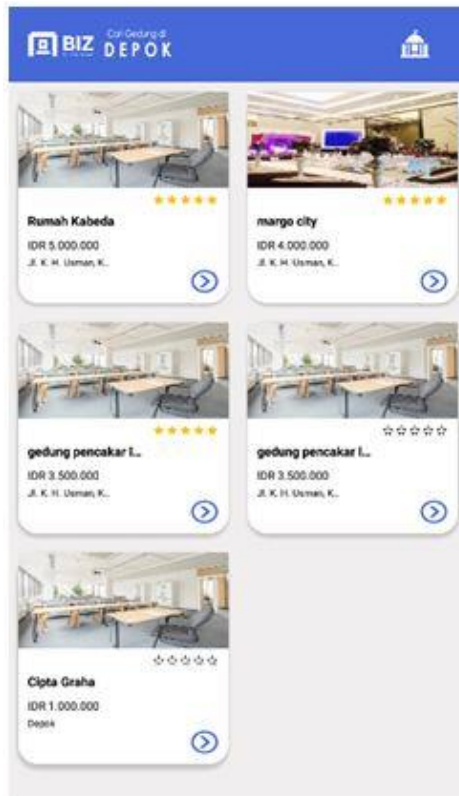 BIZ
Cari Gedung di
DEPOK
Rumah Kabeda
IDR 5.000.000
Jl. K. H. Usman, K..
margo city
IDR 4.000.000
Jl. K. H. Usman, K..
gedung pencakar l...
IDR 3.500.000
Jl. K. H. Usman, K..
gedung pencakar l...
IDR 3.500.000
Jl. K. H. Usman, K..
Cipta Graha
IDR 1.000.000
Depok